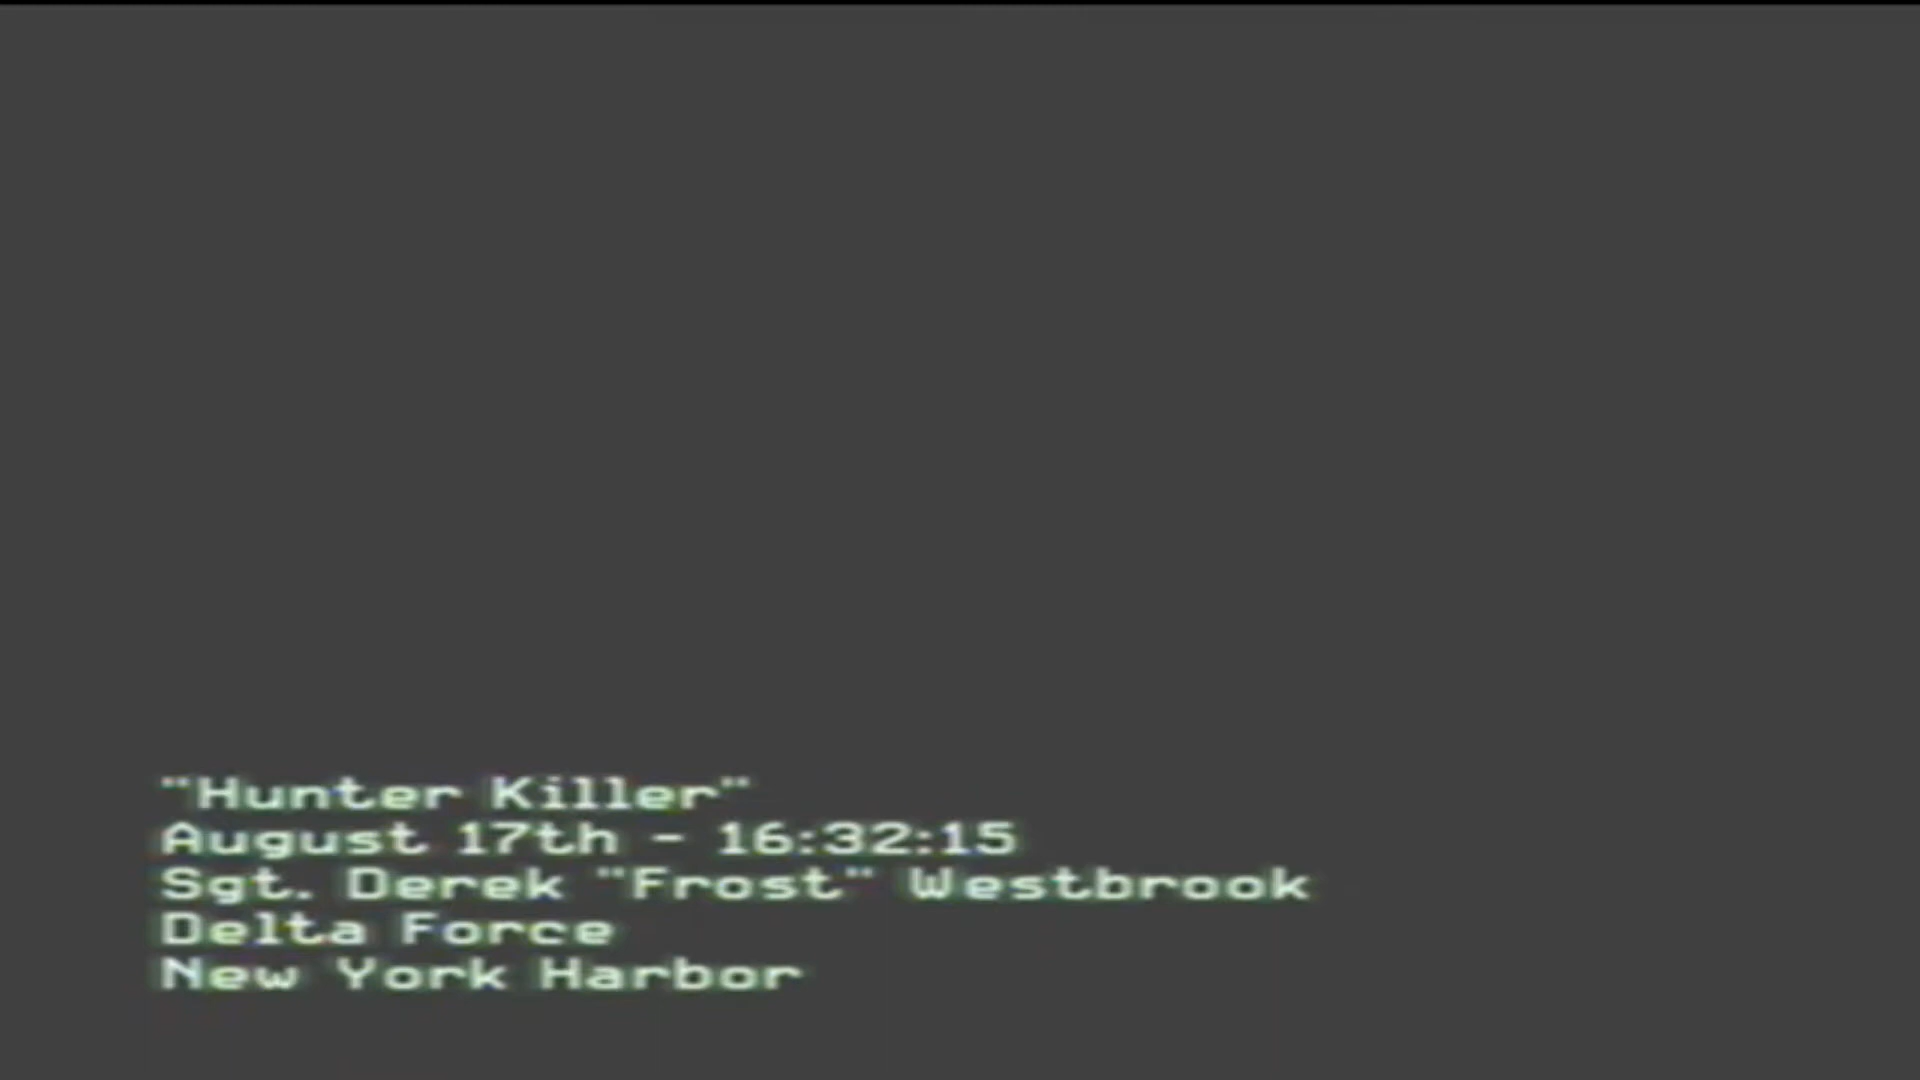 "Hunter Killer"
August 17th - 16:32:15
Sgt. Derek "Frost" Westbrook
Delta Force
New York Harbor